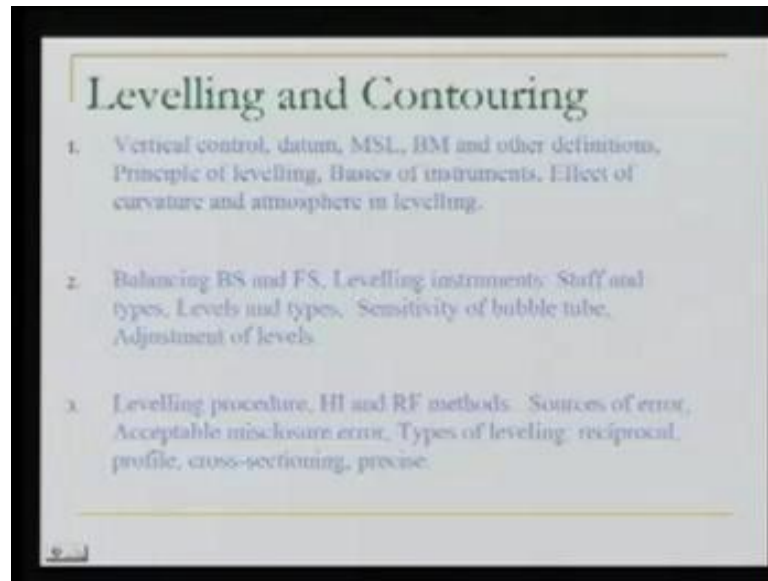 Levelling and Contouring
1. Vertical control, datum, MSL, BM and other definitions,
Principle of levelling, Basics of instruments, Effect of
curvature and atmosphere in levelling.
2. Balancing BS and FS, Levelling instruments: Staff and
types, Levels and types, Sensitivity of bubble tube,
Adjustment of levels
3. Levelling procedure, HI and RF methods. Sources of error,
Acceptable misclosure error, Types of leveling: reciprocal,
profile, cross-sectioning, precise